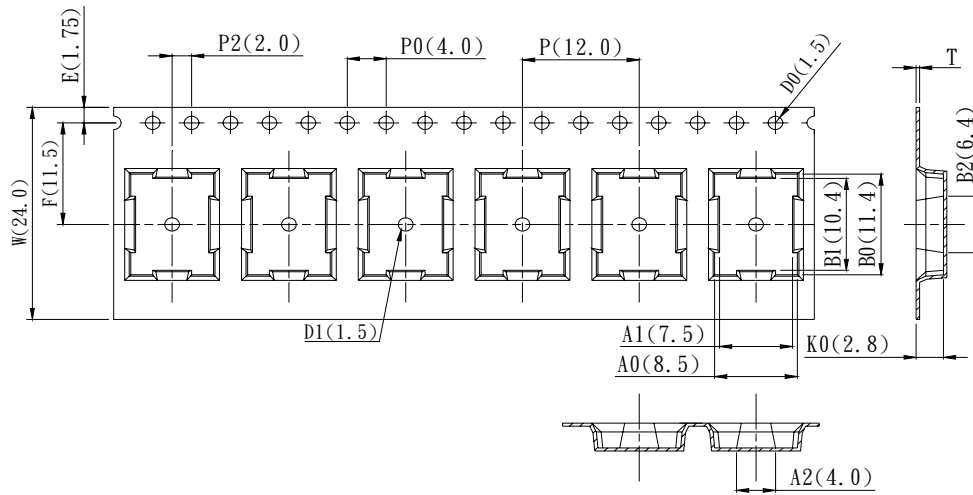 P2(2.0)
P0(4.0)
P(12.0)
D0(1.5)
T
E(1.75)
F(11.5)
W(24.0)
B1(10.4)
B0(11.4)
B2(6.4)
D1(1.5)
A1(7.5)
A0(8.5)
K0(2.8)
A2(4.0)